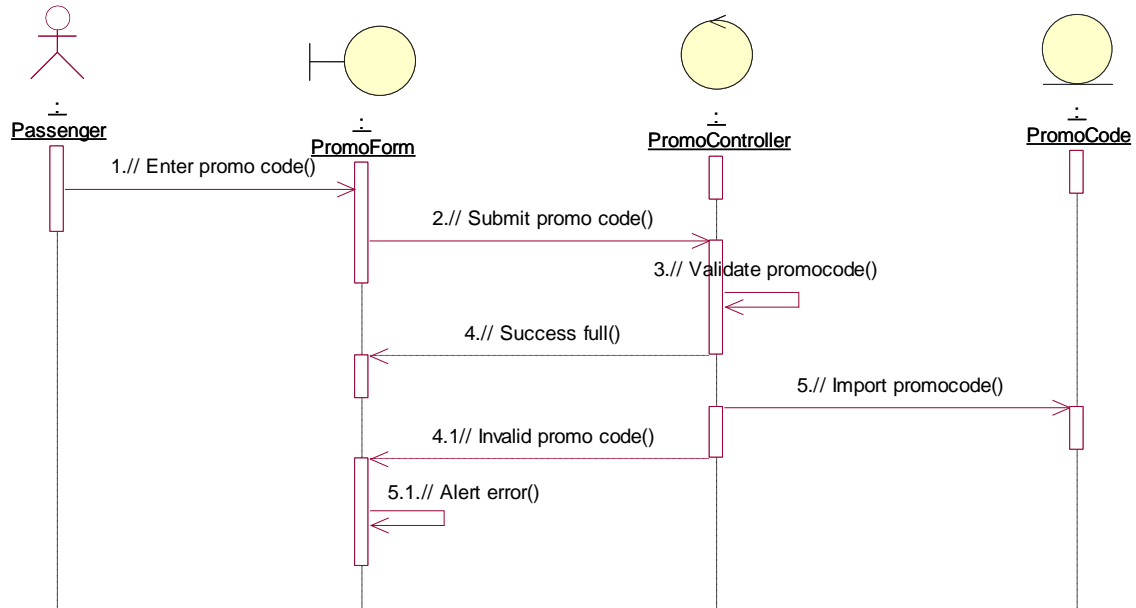 :
Passenger
:
PromoForm
:
PromoController
:
PromoCode
1.// Enter promo code()
2.// Submit promo code()
3.// Validate promocode()
4.// Success full()
5.// Import promocode()
4.1// Invalid promo code()
5.1.// Alert error()